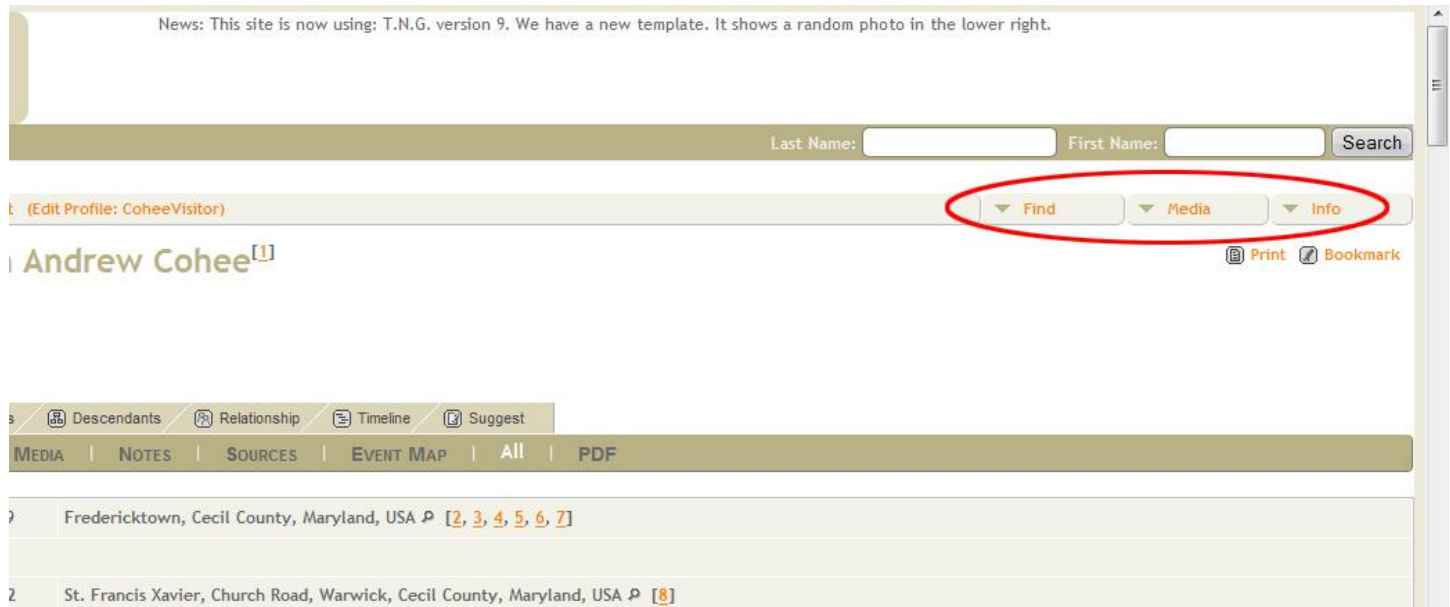 News: This site is now using: T.N.G. version 9. We have a new template. It shows a random photo in the lower right.
Last Name: First Name: Search
t (Edit Profile: CoheeVisitor) Find Media Info
Andrew Cohee[1]
Print Bookmark
s Descendants Relationship Timeline Suggest
MEDIA | NOTES | SOURCES | EVENT MAP | All | PDF
9 Fredericktown, Cecil County, Maryland, USA [2, 3, 4, 5, 6, 7]
2 St. Francis Xavier, Church Road, Warwick, Cecil County, Maryland, USA [8]